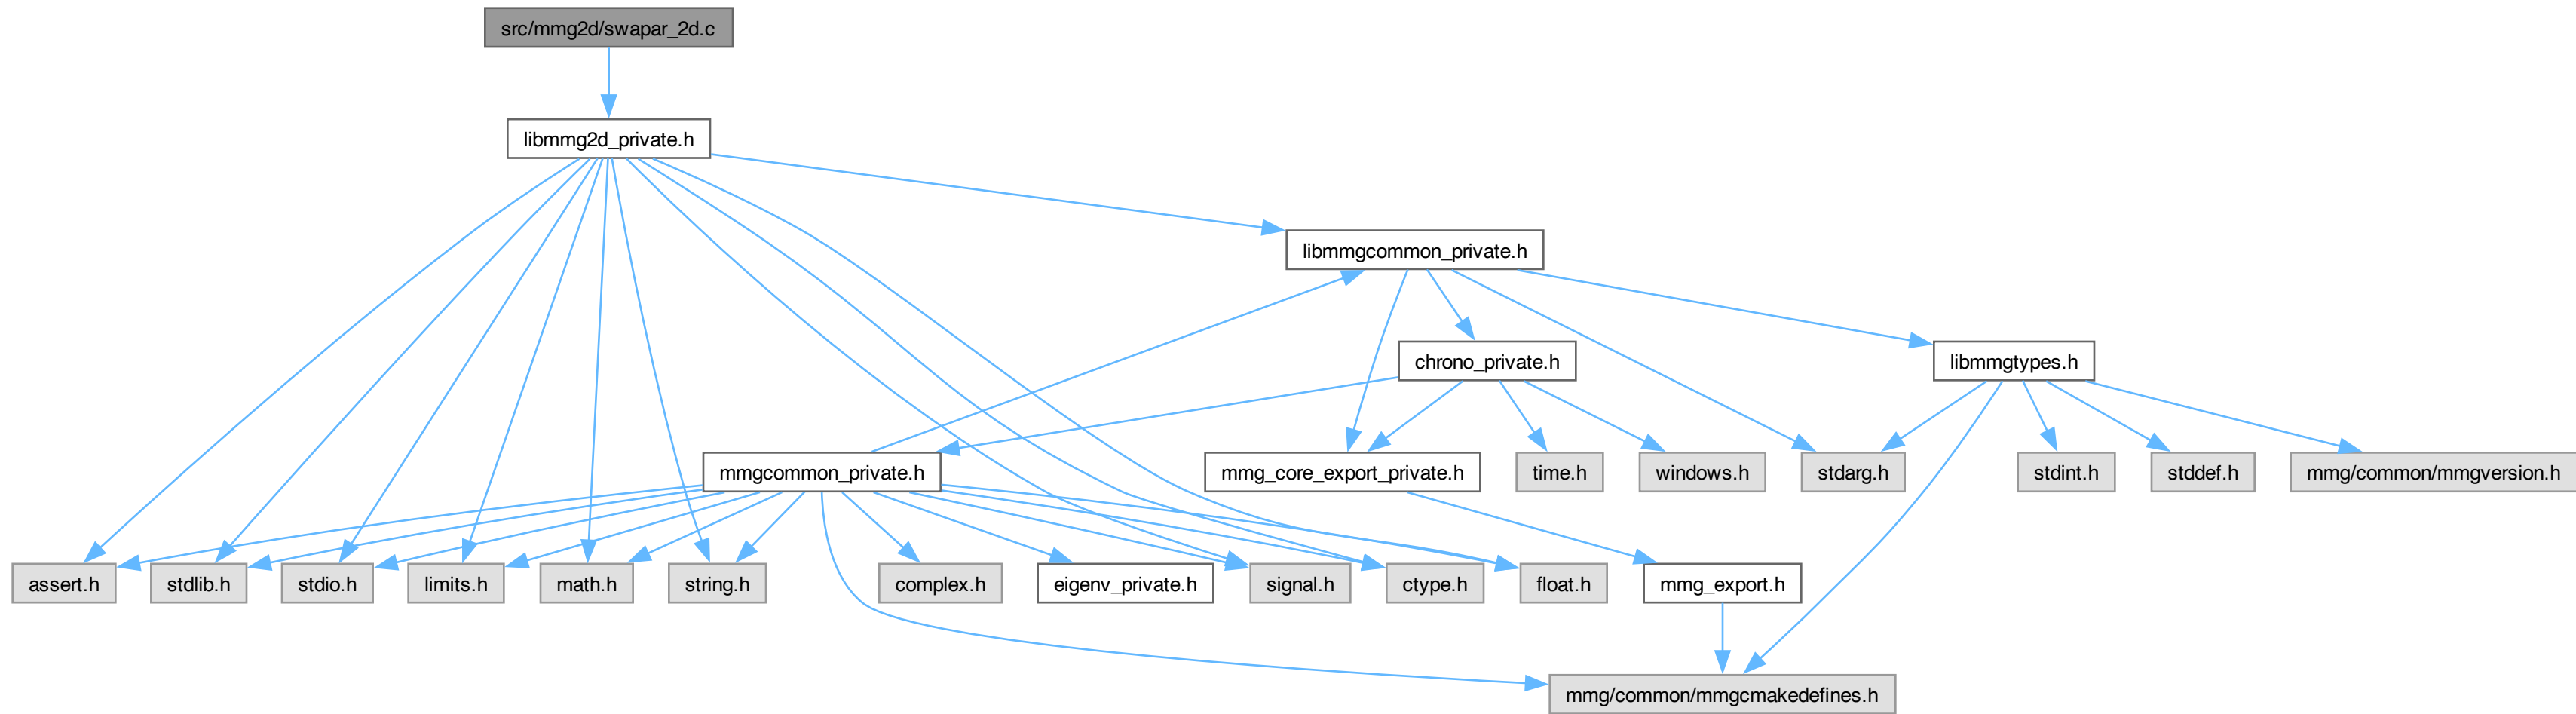 src/mmg2d/swapar_2d.c
libmmg2d_private.h
libmmgcommon_private.h
chrono_private.h
libmmgtypes.h
mmgcommon_private.h
mmg_core_export_private.h
time.h
windows.h
stdarg.h
stdint.h
stddef.h
mmg/common/mmgversion.h
assert.h
stdlib.h
stdio.h
limits.h
math.h
string.h
complex.h
eigenv_private.h
signal.h
ctype.h
float.h
mmg_export.h
mmg/common/mmgcmakedefines.h